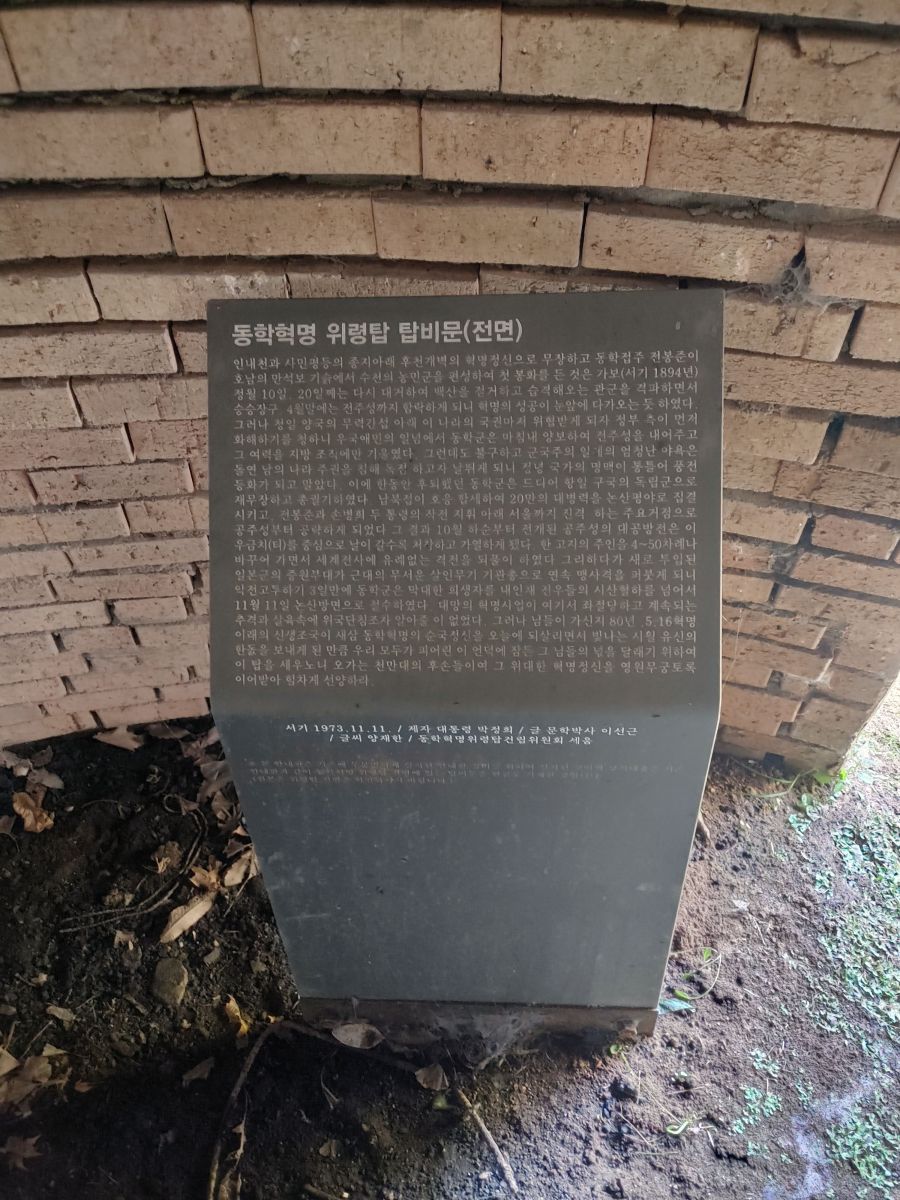 동학혁명 위령탑 탑비문(전면)
인내천과 사민평등의 종지아래 후천개벽의 혁명정신으로 무장하고 동학접주 전봉준이
호남의 만석보 기슭에서 수천의 농민군을 편성하여 첫 봉화를 든 것은 가보(서기 1894년)
정월 10일. 20일께는 다시 대거하여 백산을 점거하고 습격해오는 관군을 격파하면서
승승장구 4월말에는 전주성까지 함락하게 되니 혁명의 성공이 눈앞에 다가오는 듯 하였다.
그러나 청일 양국의 무력간섭 아래 이 나라의 국권마저 위협받게 되자 정부 측이 먼저
화해하기를 청하니 우국애민의 일념에서 동학군은 마침내 양보하여 전주성을 내어주고
그 여력을 지방 조직에만 기울였다. 그런데도 불구하고 군국주의 일제의 엄청난 야욕은
돌연 남의 나라 주권을 침해 독점 하고자 날뛰게 되니 정녕 국가의 명맥이 통틀어 풍전
등화가 되고 말았다. 이에 한동안 후퇴했던 동학군은 드디어 항일 구국의 독립군으로
재무장하고 총궐기하였다. 남북접이 호응 합세하여 20만의 대병력을 논산평야로 집결
시키고, 전봉준과 손병희 두 통령의 작전 지휘 아래 서울까지 진격 하는 주요거점으로
공주성부터 공략하게 되었다 그 결과 10월 하순부터 전개된 공주성의 대공방전은 이
우금치(티)를 중심으로 날이 갈수록 처참하고 가열하게 됐다. 한 고지의 주인을 4~50차례나
바꾸어 가면서 세계전사에 유례없는 격전을 되풀이 하였다 그리하다가 새로 투입된
일본군의 증원부대가 근대의 무서운 살인무기 기관총으로 연속 맹사격을 퍼붓게 되니
악전고투하기 3일만에 동학군은 막대한 희생자를 내인채 전우들의 시산혈하를 넘어서
11월 11일 논산방면으로 철수하였다. 대망의 혁명사업이 여기서 좌절당하고 계속되는
추격과 살육속에 위국단침조차 알아줄 이 없었다. 그러나 님들이 가신지 80년. 5.16혁명
이래의 신생조국이 새삼 동학혁명의 순국정신을 오늘에 되살리면서 빛나는 시월 유신의
한돌을 보내게 된 만큼 우리 모두가 피어린 이 언덕에 잠든 그 님들의 넋을 달래기 위하여
이 탑을 세우노니 오가는 천만대의 후손들이여 그 위대한 혁명정신을 영원무궁토록
이어받아 힘차게 선양하라.
서기 1973.11.11. / 제자 대통령 박정희 / 글 문학박사 이선근
/ 글씨 양재한 / 동학혁명위령탑건립위원회 세움